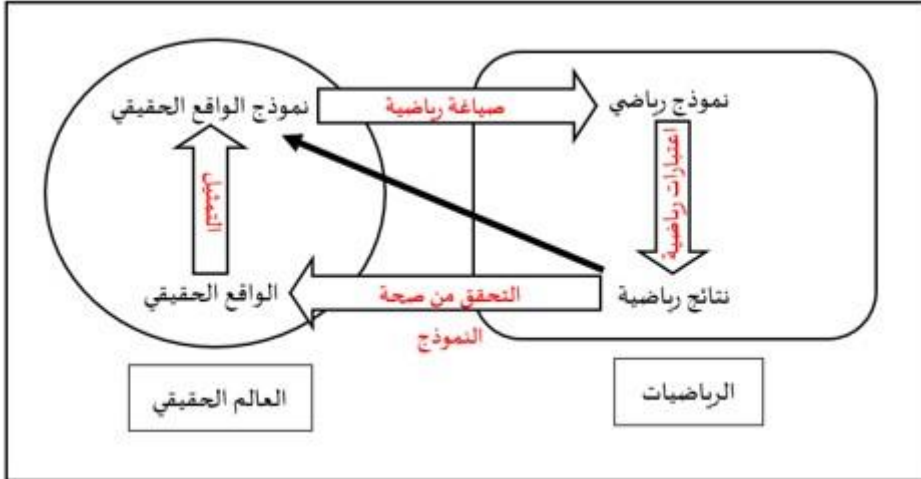 نموذج رياضي
صياغة رياضية
نموذج الواقع الحقيقي
اعتبارات رياضية
التمثيل
نتائج رياضية
التحقق من صحة
النموذج
الواقع الحقيقي
الرياضيات
العالم الحقيقي